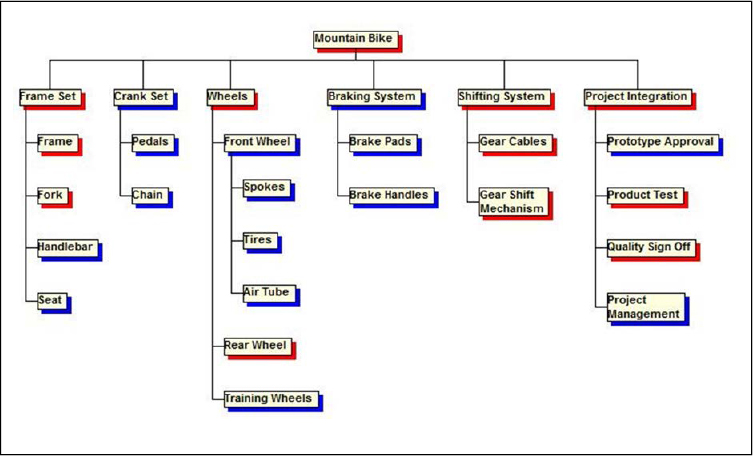 Mountain Bike
Frame Set
Crank Set
Wheels
Braking System
Shifting System
Project Integration
Frame
Fork
Handlebar
Seat
Pedals
Chain
Front Wheel
Spokes
Tires
Air Tube
Rear Wheel
Training Wheels
Brake Pads
Brake Handles
Gear Cables
Gear Shift
Mechanism
Prototype Approval
Product Test
Quality Sign Off
Project
Management